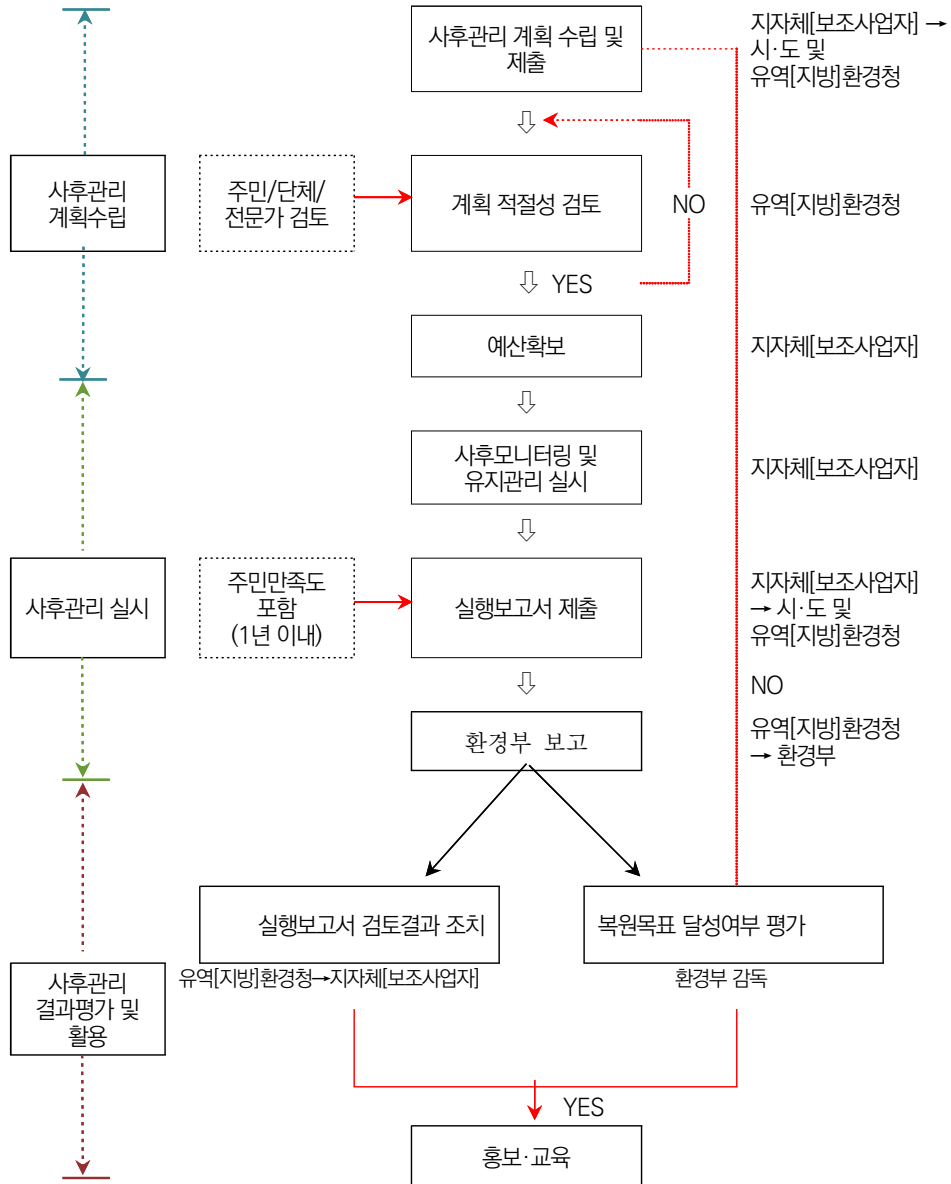 사후관리 계획 수립 및
제출
지자체[보조사업자] →
시·도 및
유역[지방]환경청
사후관리
계획수립
주민/단체/
전문가 검토
계획 적절성 검토
NO
유역[지방]환경청
YES
예산확보
지자체[보조사업자]
사후모니터링 및
유지관리 실시
지자체[보조사업자]
사후관리 실시
주민만족도
포함
(1년 이내)
실행보고서 제출
지자체[보조사업자]
→ 시·도 및
유역[지방]환경청
NO
환경부 보고
유역[지방]환경청
→ 환경부
실행보고서 검토결과 조치
복원목표 달성여부 평가
유역[지방]환경청→지자체[보조사업자]
환경부 감독
사후관리
결과평가 및
활용
YES
홍보·교육